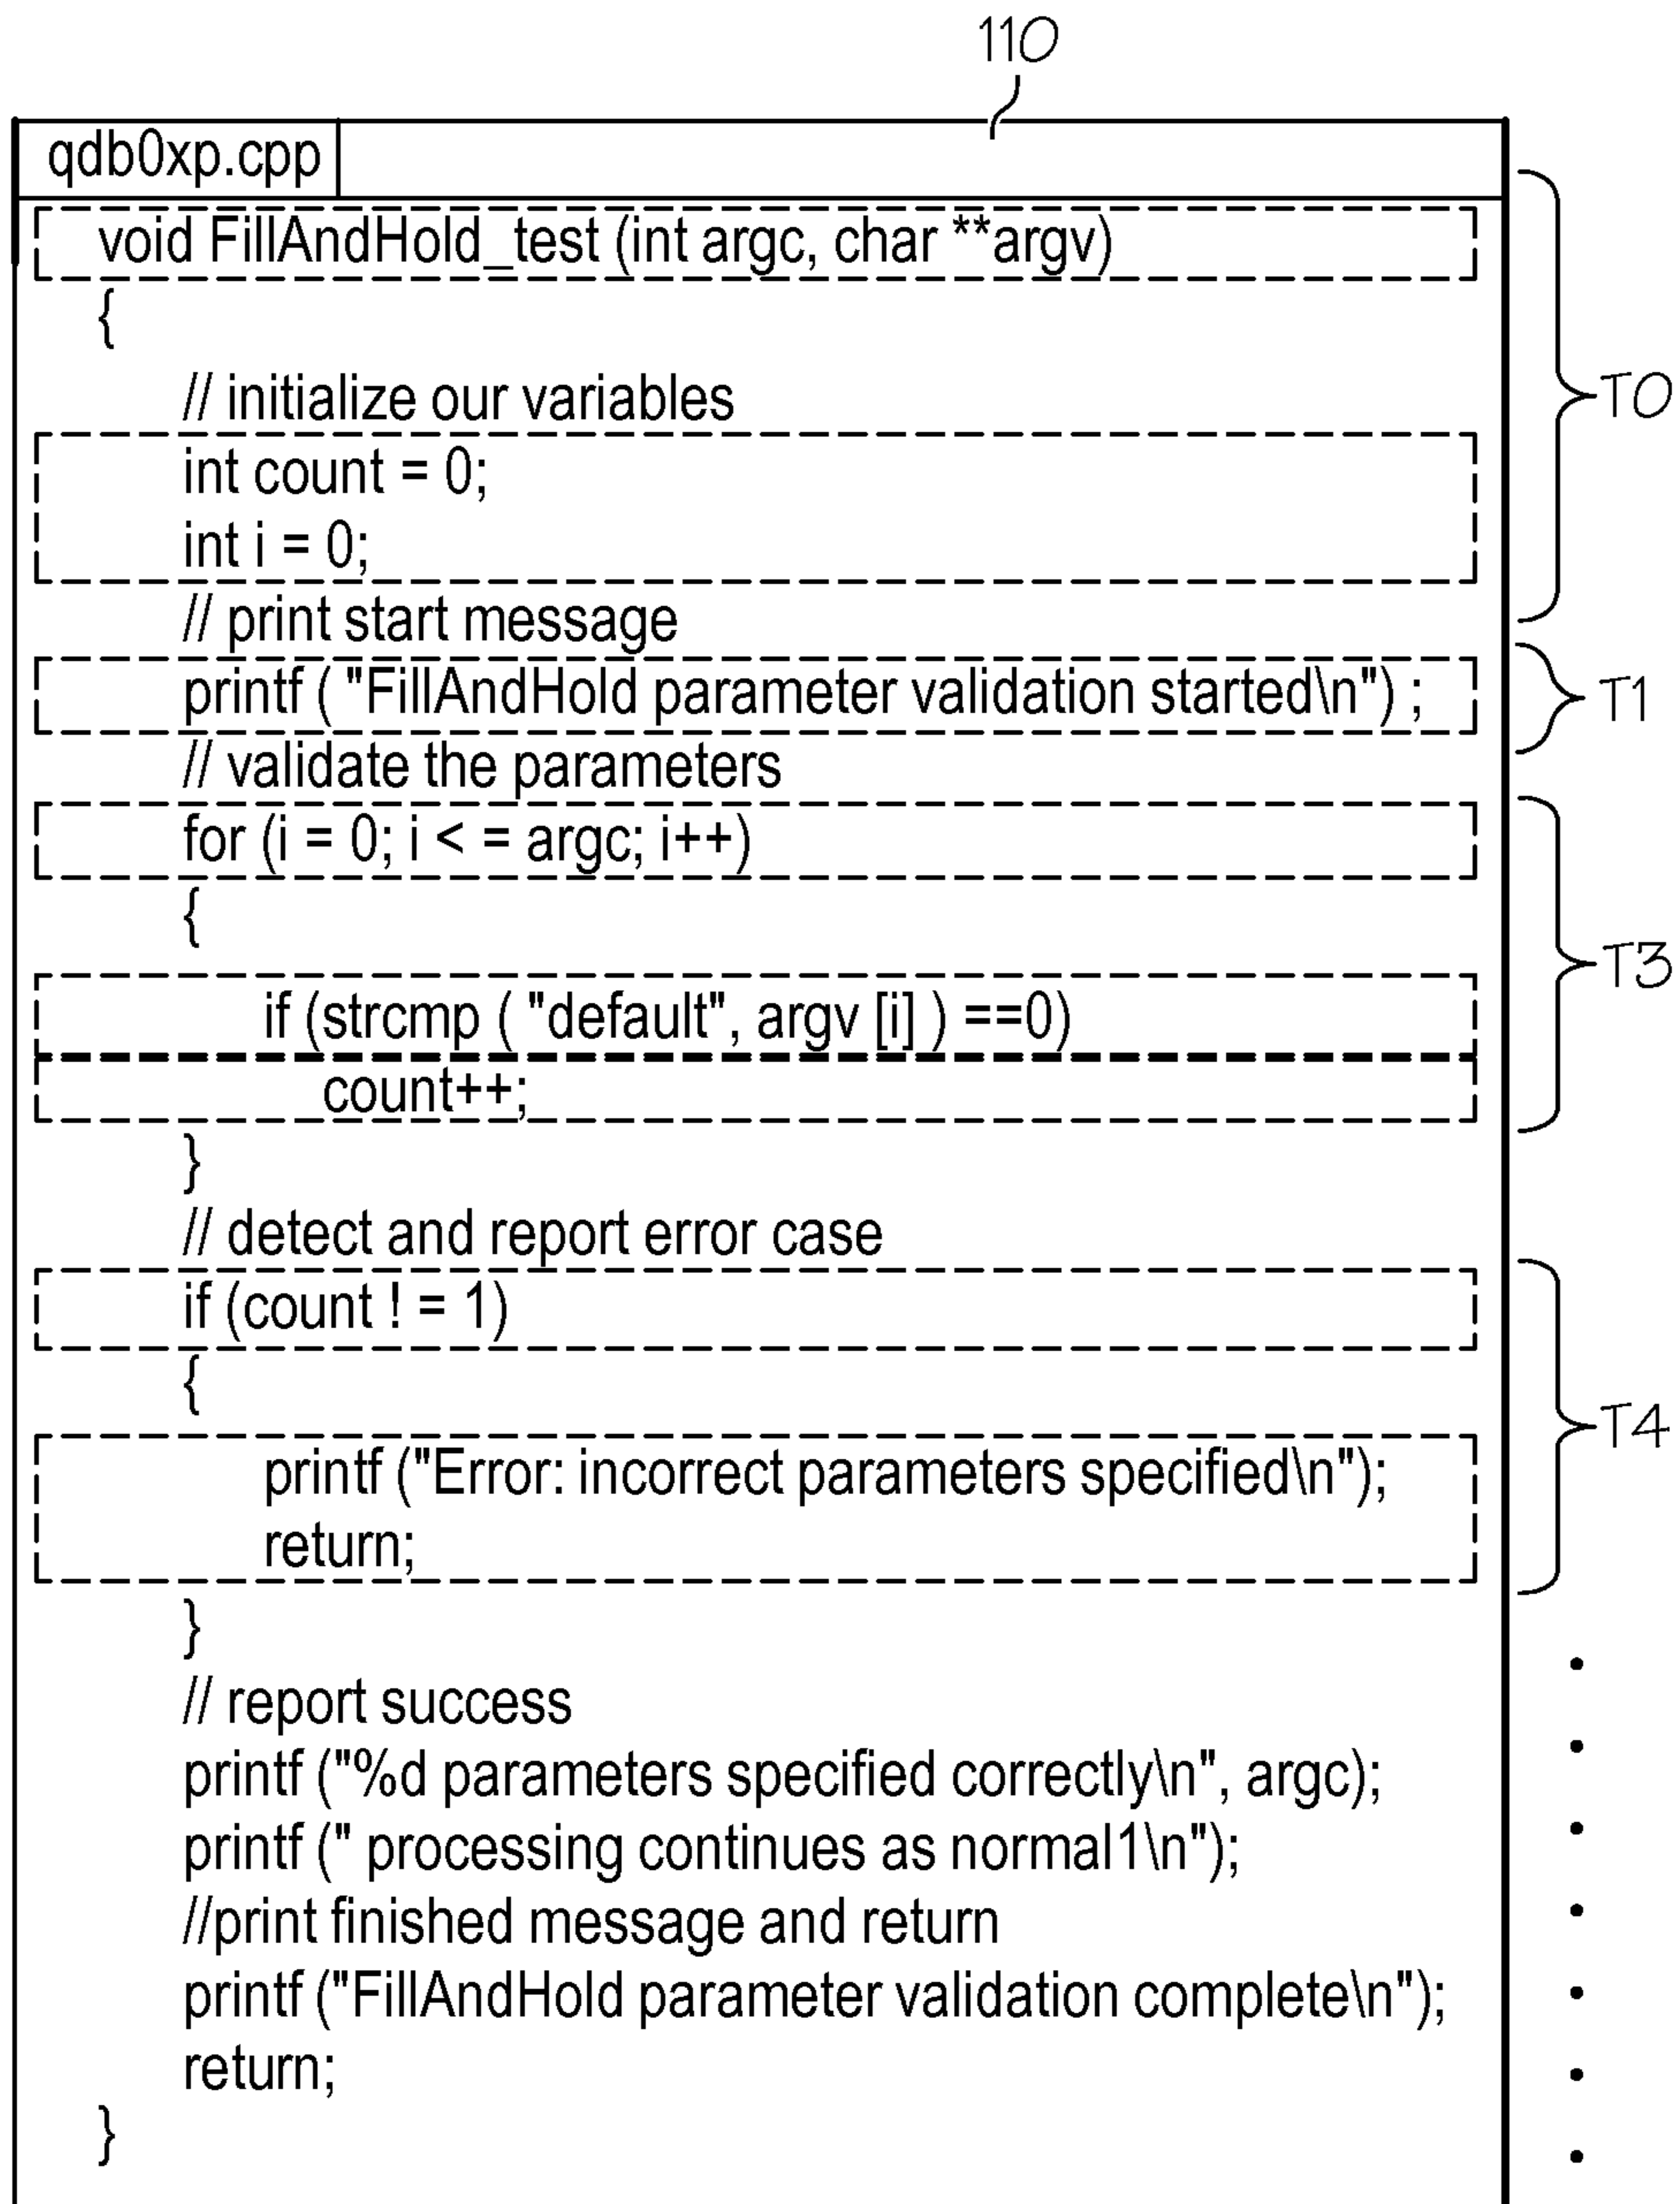 110
qdb0xp.cpp
void FillAndHold_test (int argc, char **argv)
{
// initialize our variables
T0
int count = 0;
int i = 0;
// print start message
printf ( "FillAndHold parameter validation started\n") ;
T1
// validate the parameters
for (i = 0; i < = argc; i++)
{
T3
if (strcmp ( "default", argv [i] ) ==0)
count++;
}
// detect and report error case
if (count ! = 1)
{
T4
printf ("Error: incorrect parameters specified\n");
return;
}
// report success
printf ("%d parameters specified correctly\n", argc);
printf (" processing continues as normal1\n");
//print finished message and return
printf ("FillAndHold parameter validation complete\n");
return;
}